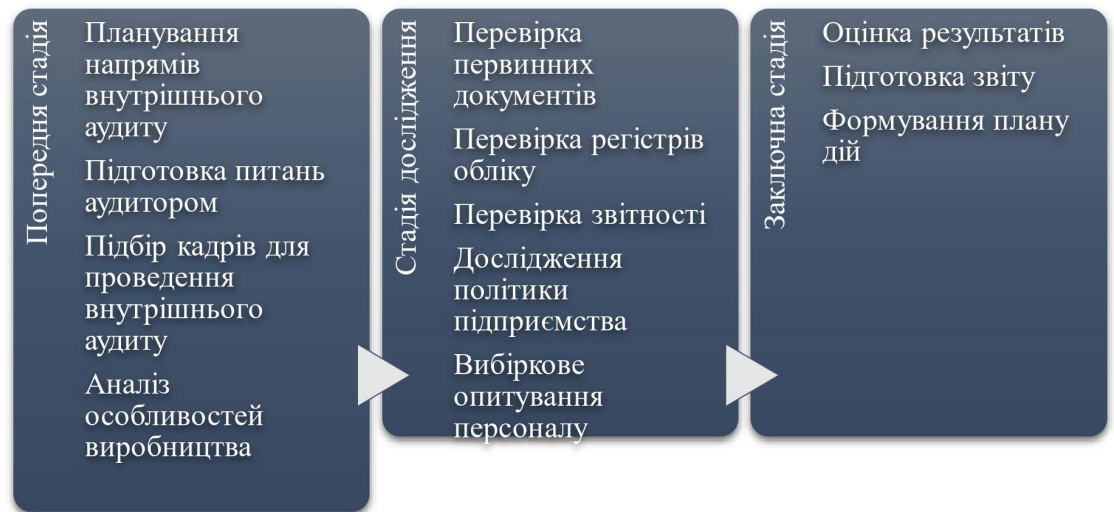 Попередня стадія
Планування
напрямів
внутрішнього
аудиту
Підготовка питань
аудитором
Підбір кадрів для
проведення
внутрішнього
аудиту
Аналіз
особливостей
виробництва
Стадія дослідження
Перевірка
первинних
документів
Перевірка регістрів
обліку
Перевірка звітності
Дослідження
політики
підприємства
Вибіркове
опитування
персоналу
Заключна стадія
Оцінка результатів
Підготовка звіту
Формування плану
дій